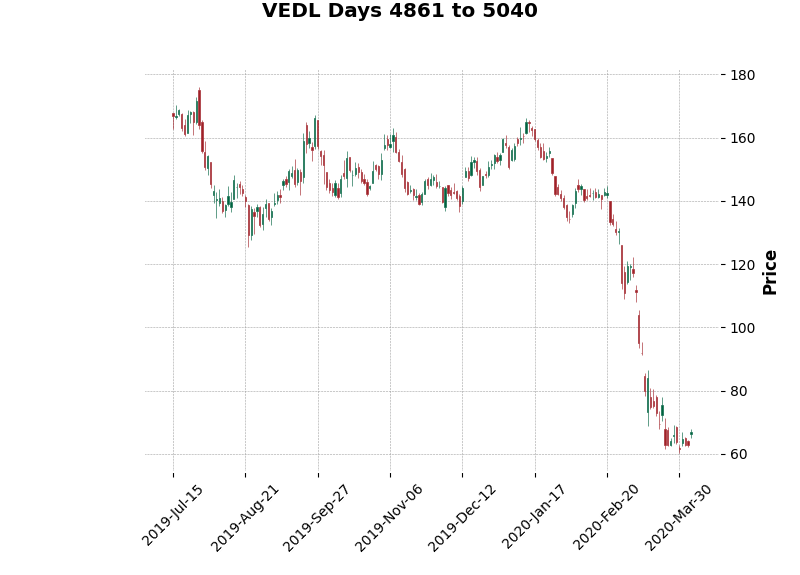 VEDL Days 4861 to 5040
180
160
140
120
100
80
60
Price
2019-Jul-15
2019-Aug-21
2019-Sep-27
2019-Nov-06
2019-Dec-12
2020-Jan-17
2020-Feb-20
2020-Mar-30